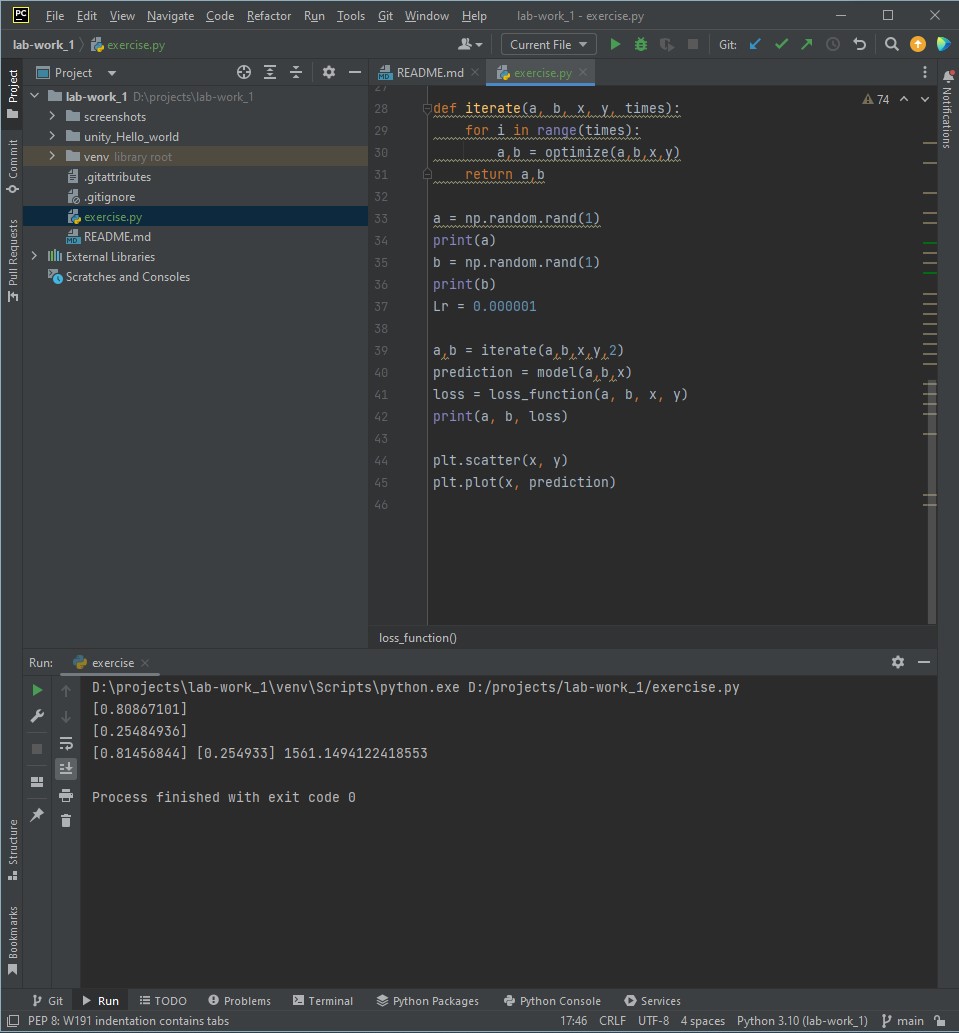 PC File Edit View Navigate Code Refactor Run Tools Git Window Help lab-work_1 - exercise.py
lab-work_1 exercise.py Current File Git:
Project Project README.md exercise.py
lab-work_1 D:\projects\lab-work_1
screenshots
unity_Hello_world
venv library root
.gitattributes
.gitignore
exercise.py
README.md
External Libraries
Scratches and Consoles
Commit
Pull Requests
Notifications
74
27
28 def iterate(a, b, x, y, times):
29 for i in range(times):
30 a,b = optimize(a,b,x,y)
31 return a,b
32
33 a = np.random.rand(1)
34 print(a)
35 b = np.random.rand(1)
36 print(b)
37 Lr = 0.000001
38
39 a,b = iterate(a,b,x,y,2)
40 prediction = model(a,b,x)
41 loss = loss_function(a, b, x, y)
42 print(a, b, loss)
43
44 plt.scatter(x, y)
45 plt.plot(x, prediction)
46
loss_function()
Run: exercise
D:\projects\lab-work_1\venv\Scripts\python.exe D:/projects/lab-work_1/exercise.py
[0.80867101]
[0.25484936]
[0.81456844] [0.254933] 1561.1494122418553
Process finished with exit code 0
Structure
Bookmarks
Git Run TODO Problems Terminal Python Packages Python Console Services
PEP 8: W191 indentation contains tabs 17:46 CRLF UTF-8 4 spaces Python 3.10 (lab-work_1) main